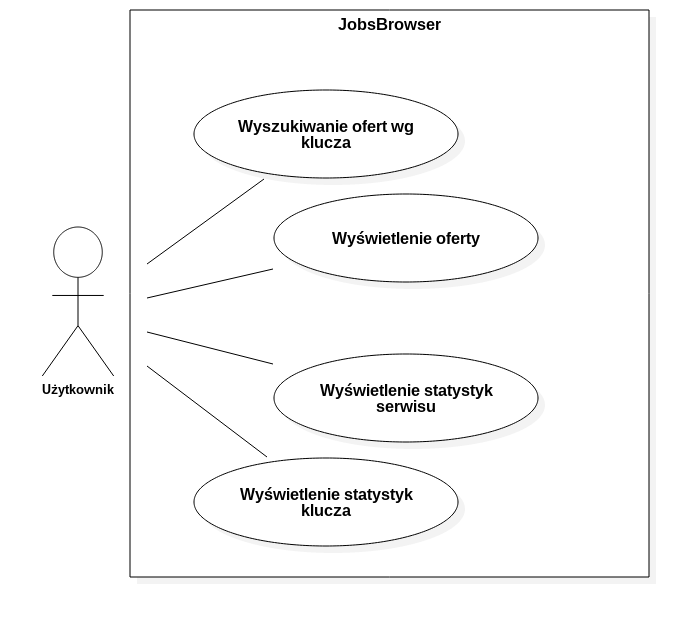 JobsBrowser
Wyszukiwanie ofert wg
klucza
Wyświetlenie oferty
Użytkownik
Wyświetlenie statystyk
serwisu
Wyświetlenie statystyk
klucza